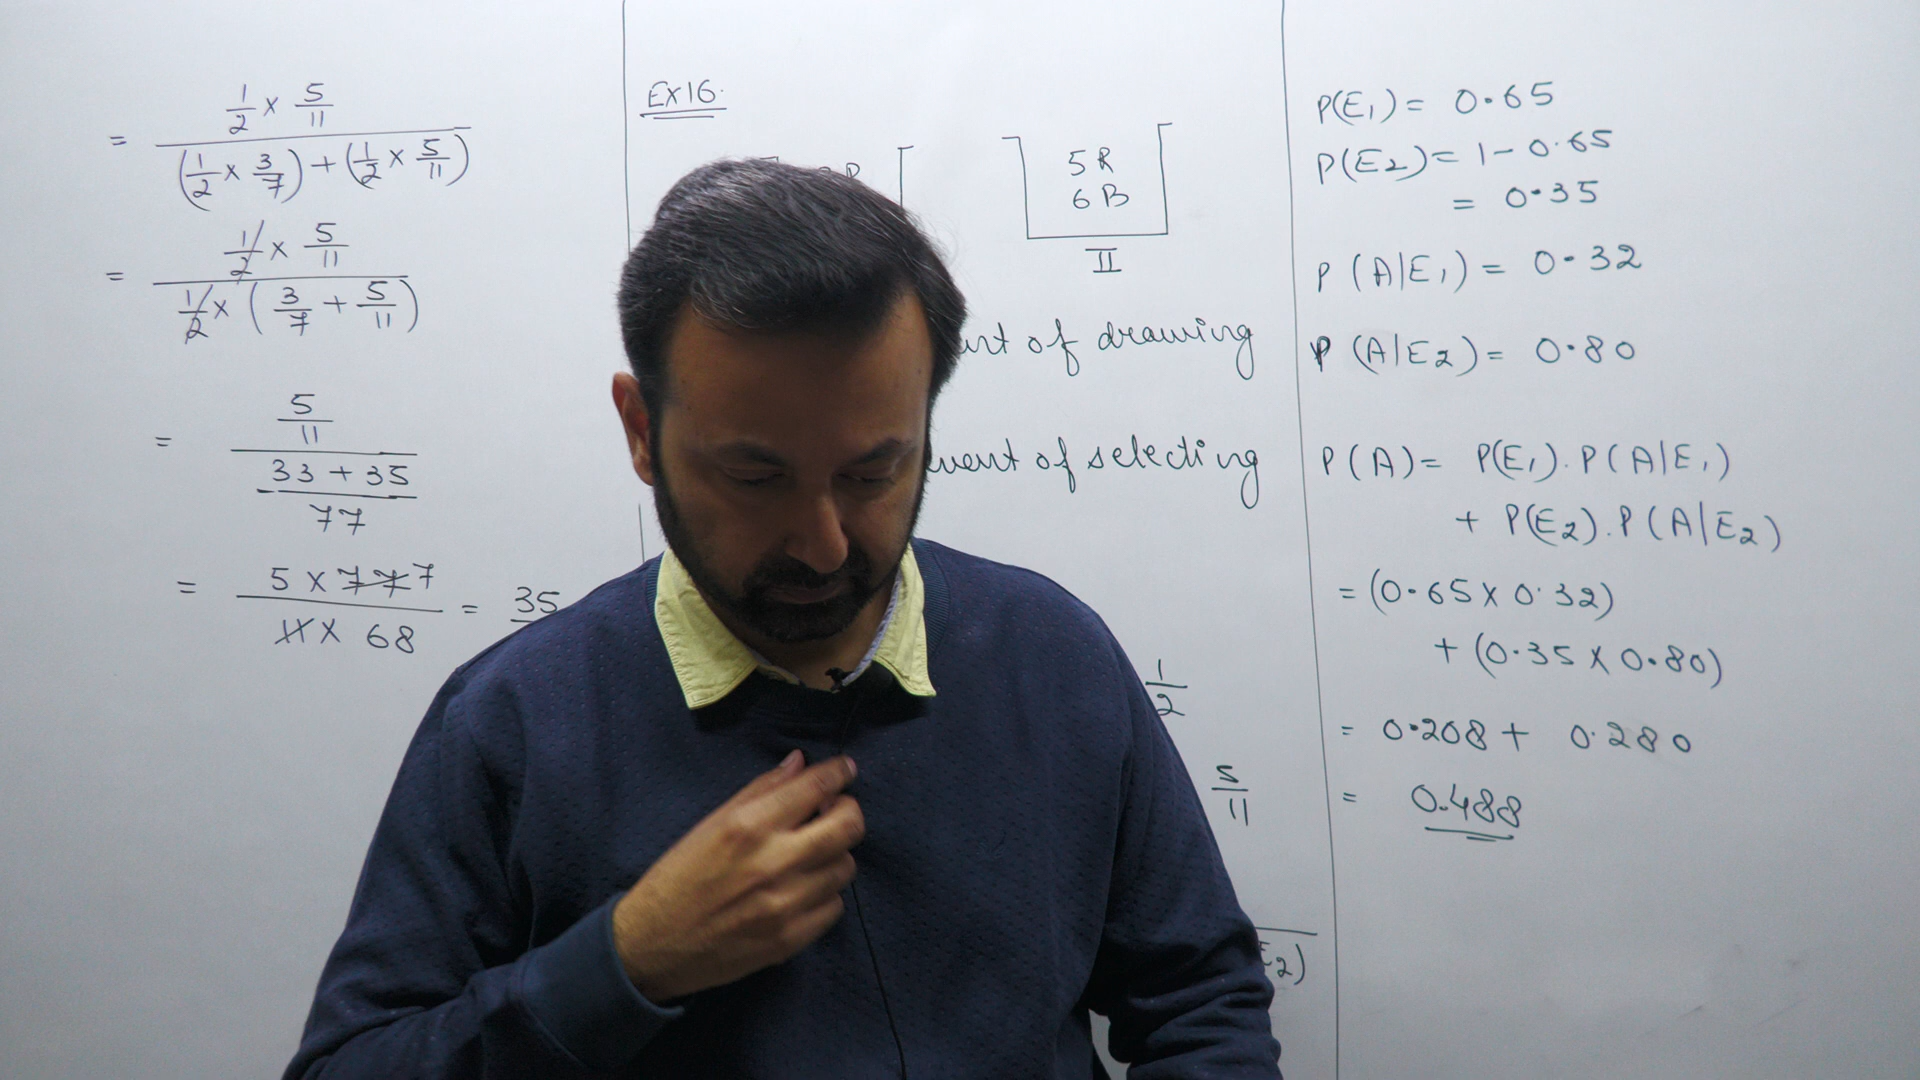 = 1/2 × 5/11 / (1/2 × 3/7) + (1/2 × 5/11)
= 1/2 × 5/11 / 1/2 × (3/7 + 5/11)
= 5/11 / 33 + 35 / 77
= 5 × 77 7 / 11 × 68 = 35
EX16.
5R
6B
II
of drawing
of selecting
1/2
5/11
E2)
P(E1) = 0.65
P(E2) = 1 - 0.65
= 0.35
P (A|E1) = 0.32
P (A|E2) = 0.80
P (A) = P(E1). P(A|E1)
+ P(E2). P(A|E2)
= (0.65 × 0.32)
+ (0.35 × 0.80)
= 0.208 + 0.280
= 0.488